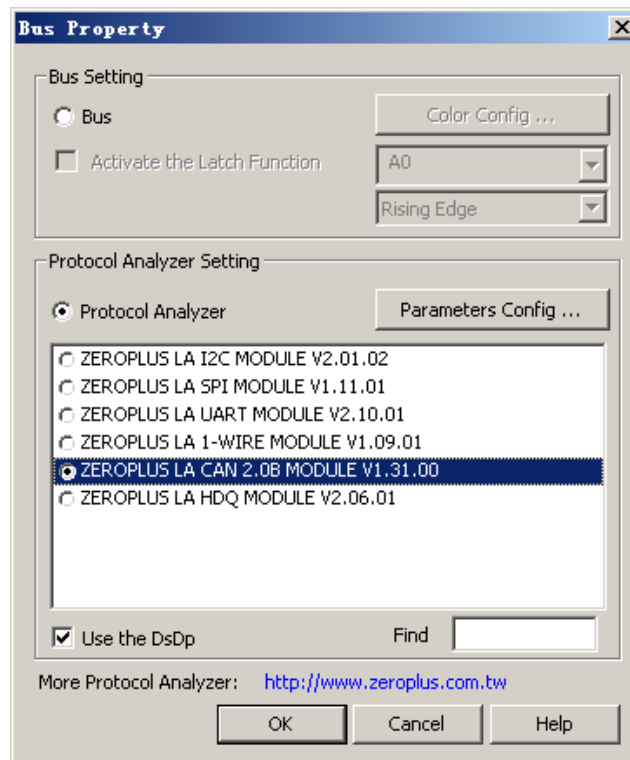 Bus Property
Bus Setting
Bus
Color Config ...
Activate the Latch Function
A0
Rising Edge
Protocol Analyzer Setting
Protocol Analyzer
Parameters Config ...
ZEROPLUS LA I2C MODULE V2.01.02
ZEROPLUS LA SPI MODULE V1.11.01
ZEROPLUS LA UART MODULE V2.10.01
ZEROPLUS LA 1-WIRE MODULE V1.09.01
ZEROPLUS LA CAN 2.0B MODULE V1.31.00
ZEROPLUS LA HDQ MODULE V2.06.01
Use the DsDp
Find
More Protocol Analyzer: http://www.zeroplus.com.tw
OK
Cancel
Help